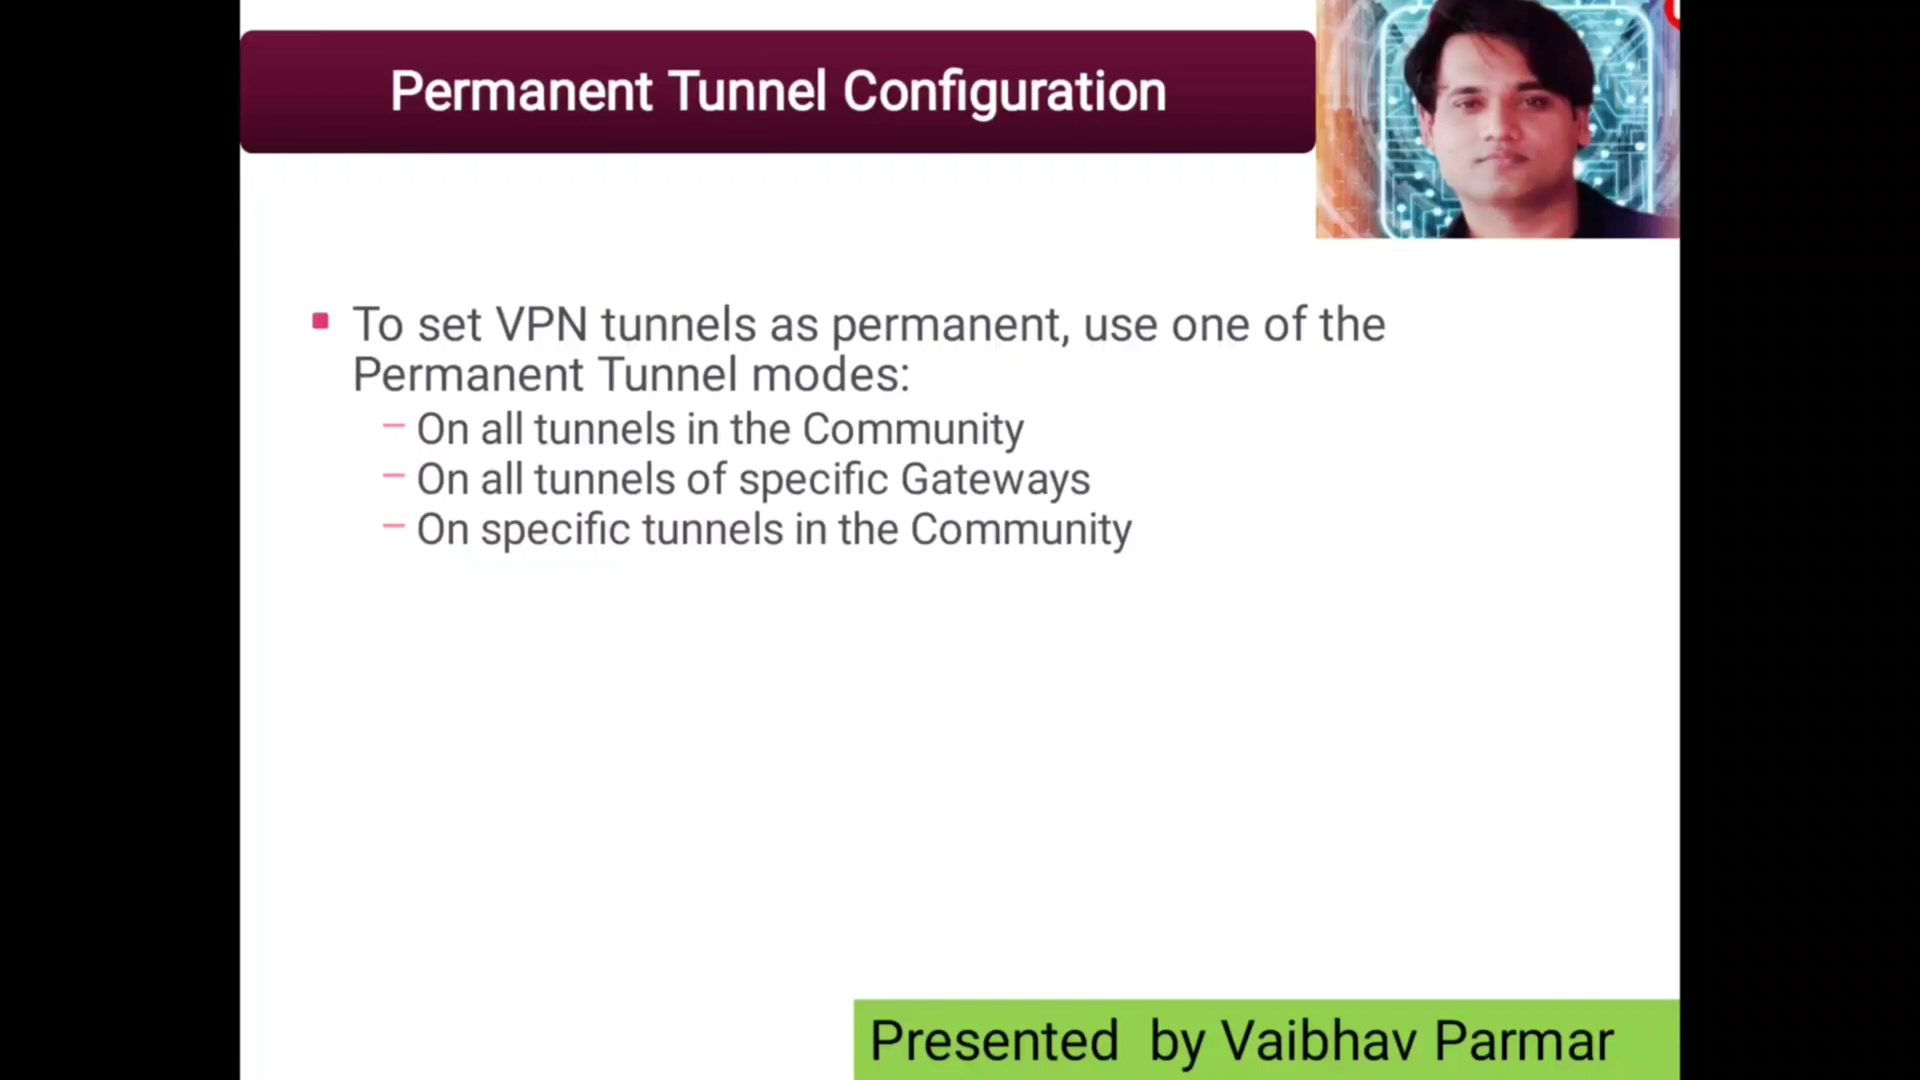 Permanent Tunnel Configuration
To set VPN tunnels as permanent, use one of the
Permanent Tunnel modes:
– On all tunnels in the Community
– On all tunnels of specific Gateways
– On specific tunnels in the Community
Presented by Vaibhav Parmar